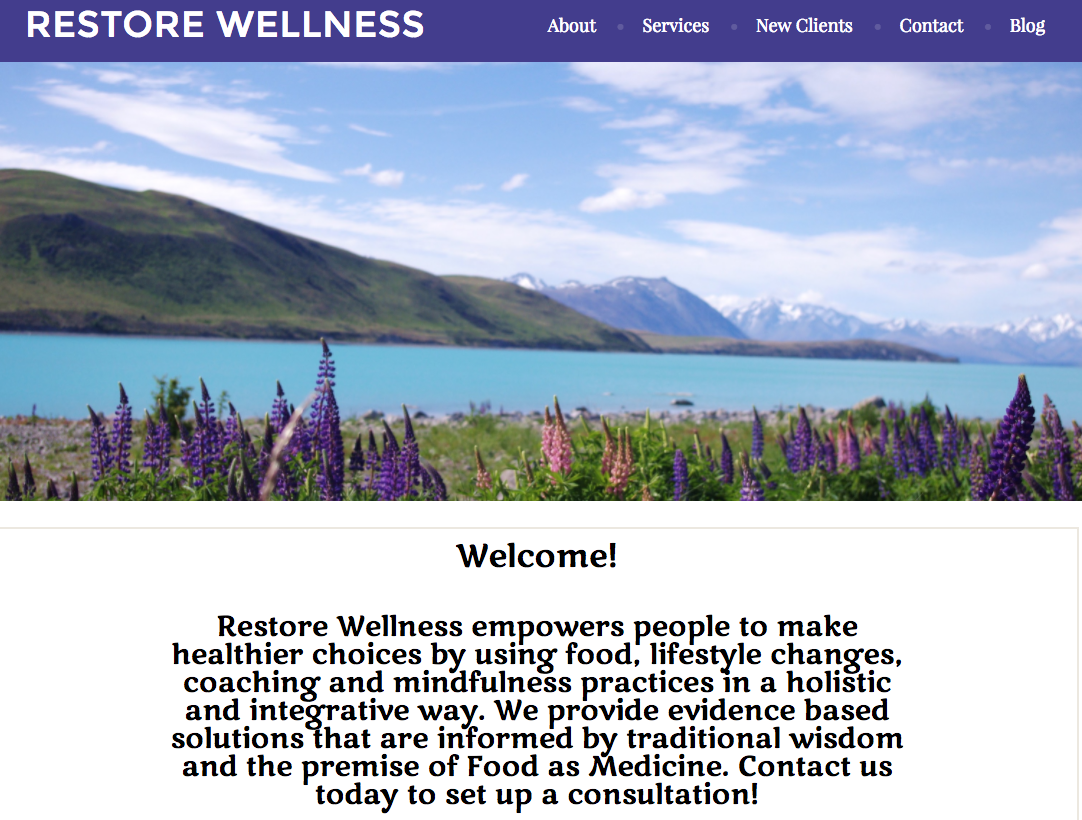 RESTORE WELLNESS
About • Services • New Clients • Contact • Blog
Welcome!
Restore Wellness empowers people to make
healthier choices by using food, lifestyle changes,
coaching and mindfulness practices in a holistic
and integrative way. We provide evidence based
solutions that are informed by traditional wisdom
and the premise of Food as Medicine. Contact us
today to set up a consultation!